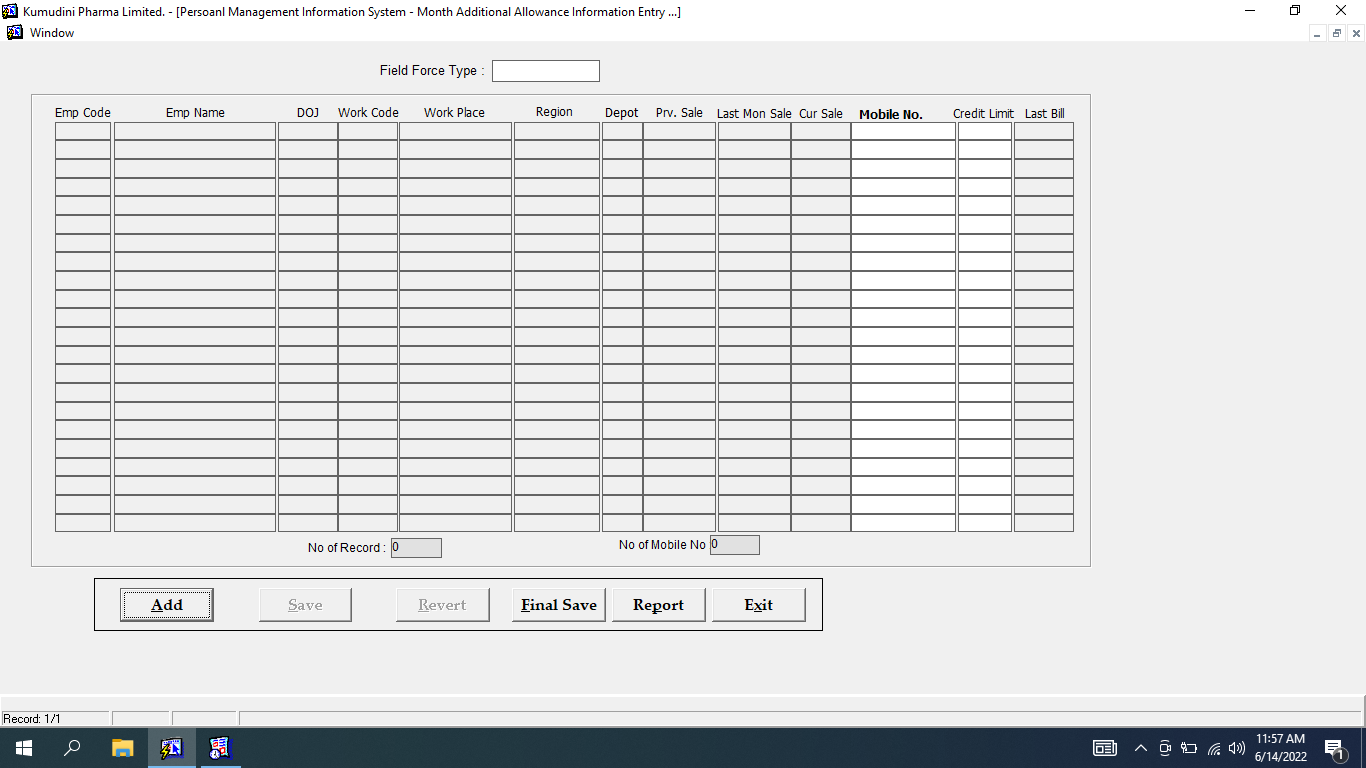 Kumudini Pharma Limited. - [Persoanl Management Information System - Month Additional Allowance Information Entry ...]
Window
Field Force Type :
Emp Code Emp Name DOJ Work Code Work Place Region Depot Prv. Sale Last Mon Sale Cur Sale Mobile No. Credit Limit Last Bill
No of Record : 0 No of Mobile No 0
Add Save Revert Final Save Report Exit
Record: 1/1
11:57 AM
6/14/2022
1